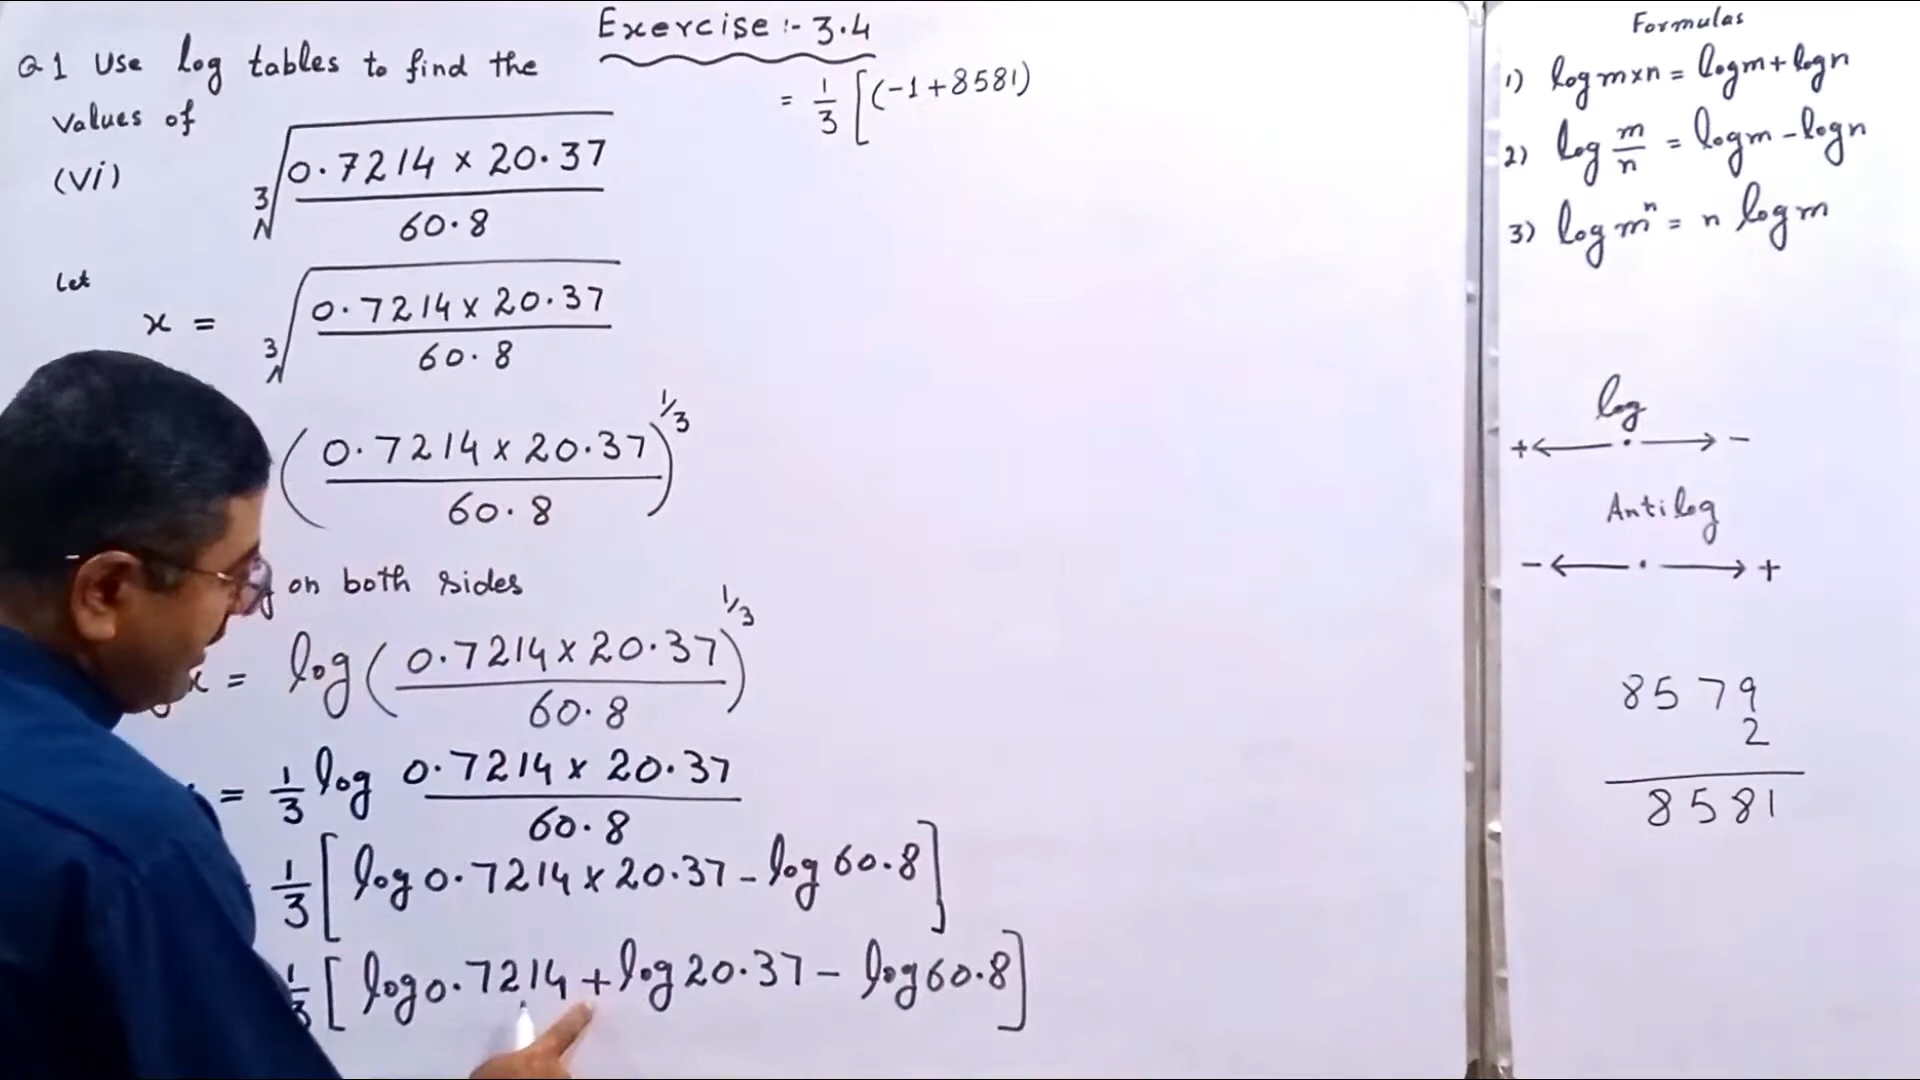 Exercise :- 3.4
Q1 Use log tables to find the
values of
(vi) ∛(0.7214 × 20.37 / 60.8)
Let
x = ∛(0.7214 × 20.37 / 60.8)
(0.7214 × 20.37 / 60.8)^1/3
on both sides
x = log (0.7214 × 20.37 / 60.8)^1/3
= 1/3 log 0.7214 × 20.37 / 60.8
1/3 [log 0.7214 × 20.37 - log 60.8]
1/3 [log 0.7214 + log 20.37 - log 60.8]
= 1/3 [(-1+8581)
Formulas
1) log m×n = log m + log n
2) log m/n = log m - log n
3) log m^n = n log m
log
+ ← · → -
Antilog
- ← · → +
8579
2
8581